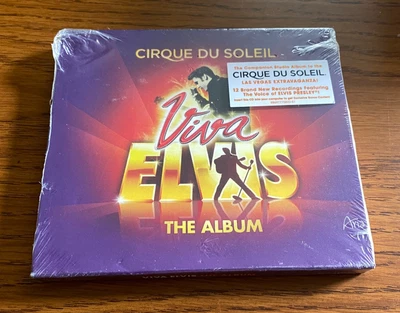 CIRQUE DU SOLEIL
Viva
ELVIS
THE ALBUM
The Companion Studio Album to the
CIRQUE DU SOLEIL.
LAS VEGAS EXTRAVAGANZA!
12 Brand New Recordings Featuring
The Voice of ELVIS PRESLEY